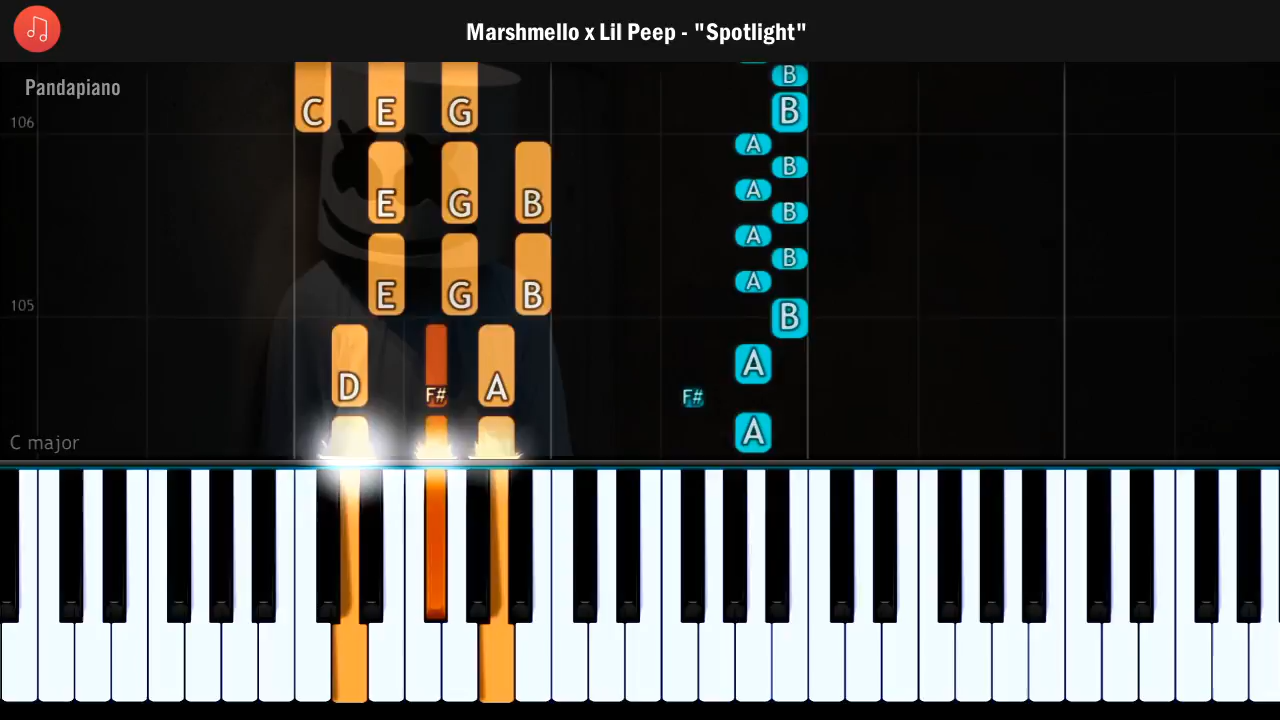 Marshmello x Lil Peep - "Spotlight"
Pandapiano
B
C E G B
106
A
B
A
E G B B
A
B
E G B A
105
B
A
D F# A F#
A
C major